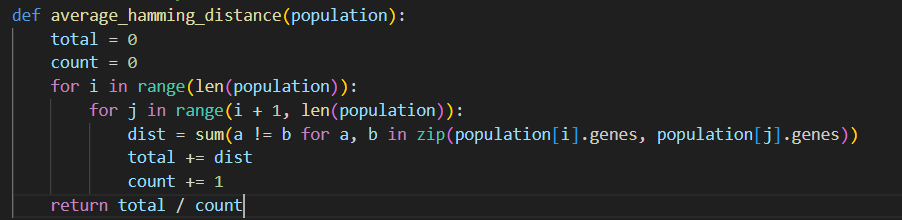 def average_hamming_distance(population):
    total = 0
    count = 0
    for i in range(len(population)):
        for j in range(i + 1, len(population)):
            dist = sum(a != b for a, b in zip(population[i].genes, population[j].genes))
            total += dist
            count += 1
    return total / count